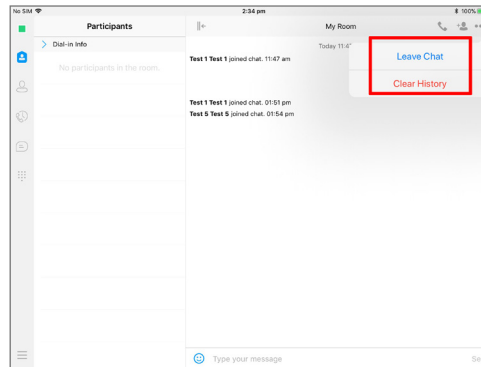 No SIM 2:34 pm 100%
Participants
My Room
Dial-in Info
No participants in the room.
Today 11:4
Leave Chat
Clear History
Test 1 Test 1 joined chat. 11:47 am
Test 1 Test 1 joined chat. 01:51 pm
Test 5 Test 5 joined chat. 01:54 pm
Type your message
Se